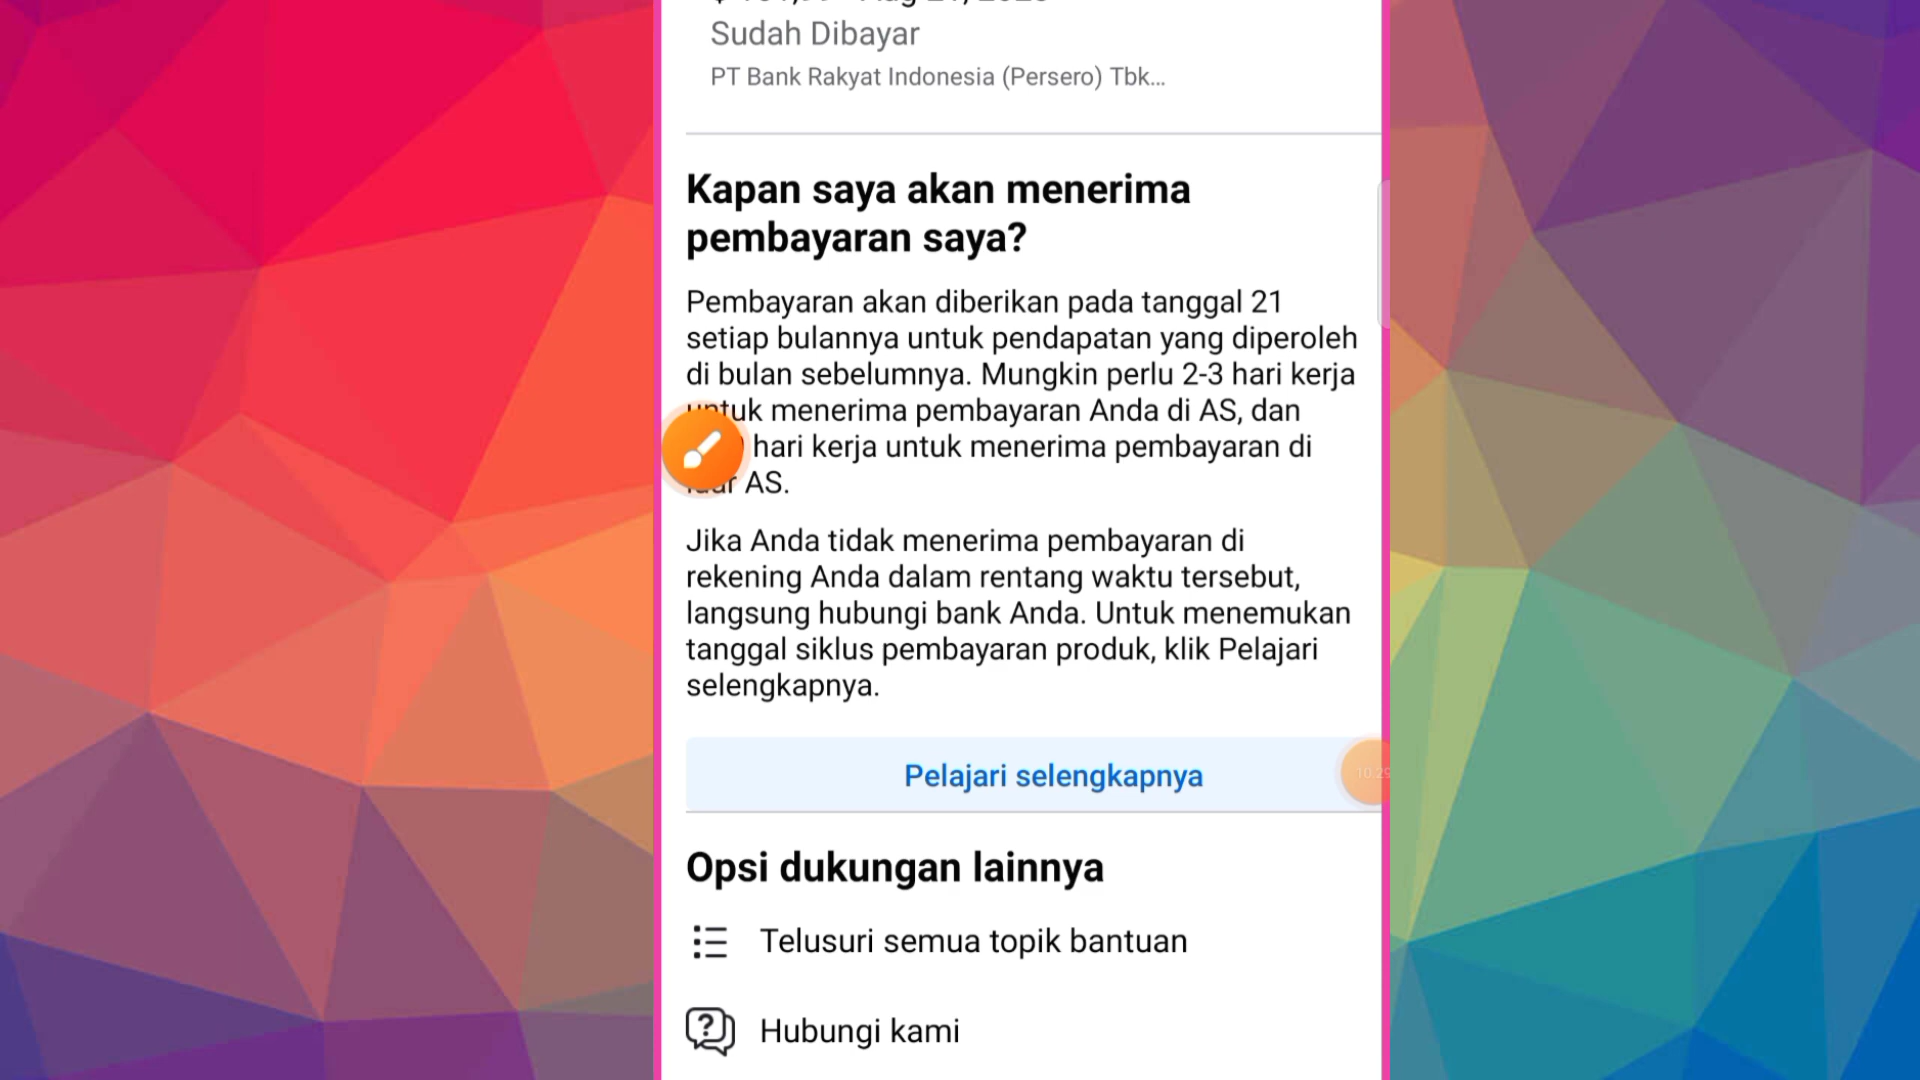 Sudah Dibayar
PT Bank Rakyat Indonesia (Persero) Tbk...
Kapan saya akan menerima
pembayaran saya?
Pembayaran akan diberikan pada tanggal 21
setiap bulannya untuk pendapatan yang diperoleh
di bulan sebelumnya. Mungkin perlu 2-3 hari kerja
untuk menerima pembayaran Anda di AS, dan
hari kerja untuk menerima pembayaran di
luar AS.
Jika Anda tidak menerima pembayaran di
rekening Anda dalam rentang waktu tersebut,
langsung hubungi bank Anda. Untuk menemukan
tanggal siklus pembayaran produk, klik Pelajari
selengkapnya.
Pelajari selengkapnya
10:29
Opsi dukungan lainnya
Telusuri semua topik bantuan
Hubungi kami